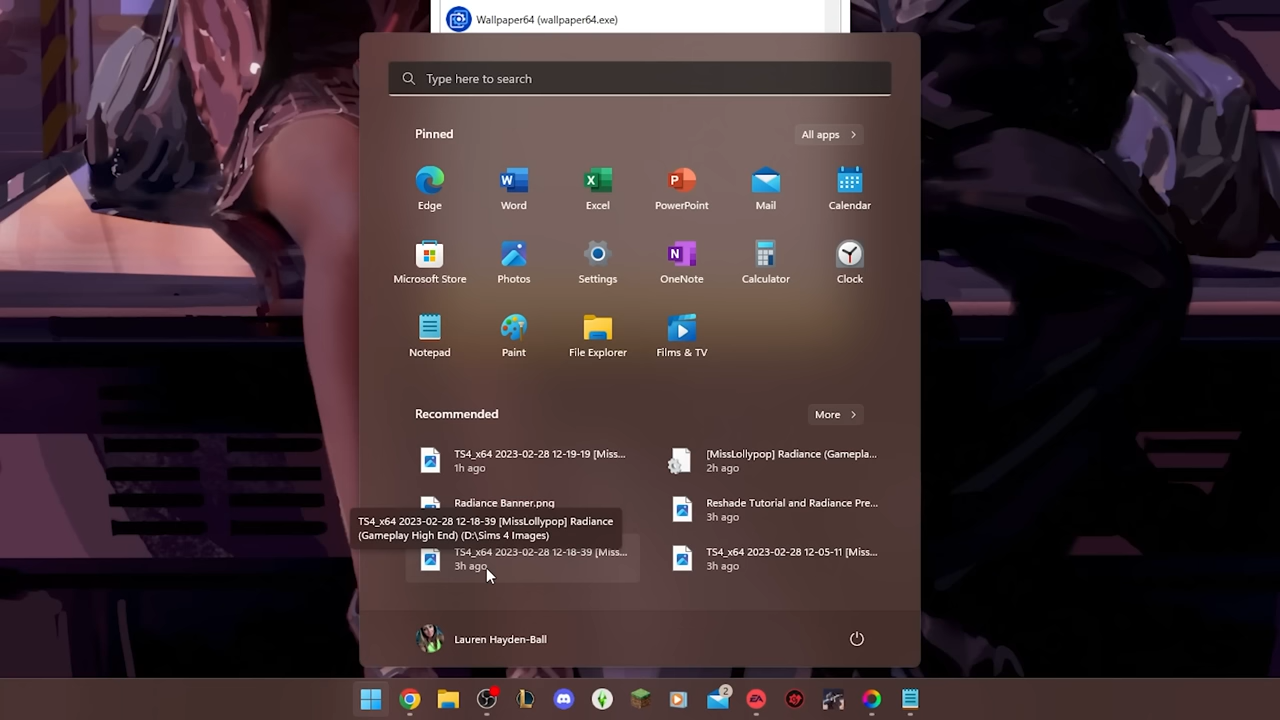 Wallpaper64 (wallpaper64.exe)
Type here to search
Pinned
All apps
Edge
Word
Excel
PowerPoint
Mail
Calendar
Microsoft Store
Photos
Settings
OneNote
Calculator
Clock
Notepad
Paint
File Explorer
Films & TV
Recommended
More
TS4_x64 2023-02-28 12-19-19 [Miss...
1h ago
[MissLollypop] Radiance (Gamepla...
2h ago
Radiance Banner.png
Reshade Tutorial and Radiance Pre...
3h ago
TS4_x64 2023-02-28 12-18-39 [MissLollypop] Radiance
(Gameplay High End) (D:\Sims 4 Images)
TS4_x64 2023-02-28 12-18-39 [Miss...
3h ago
TS4_x64 2023-02-28 12-05-11 [Miss...
3h ago
Lauren Hayden-Ball
2